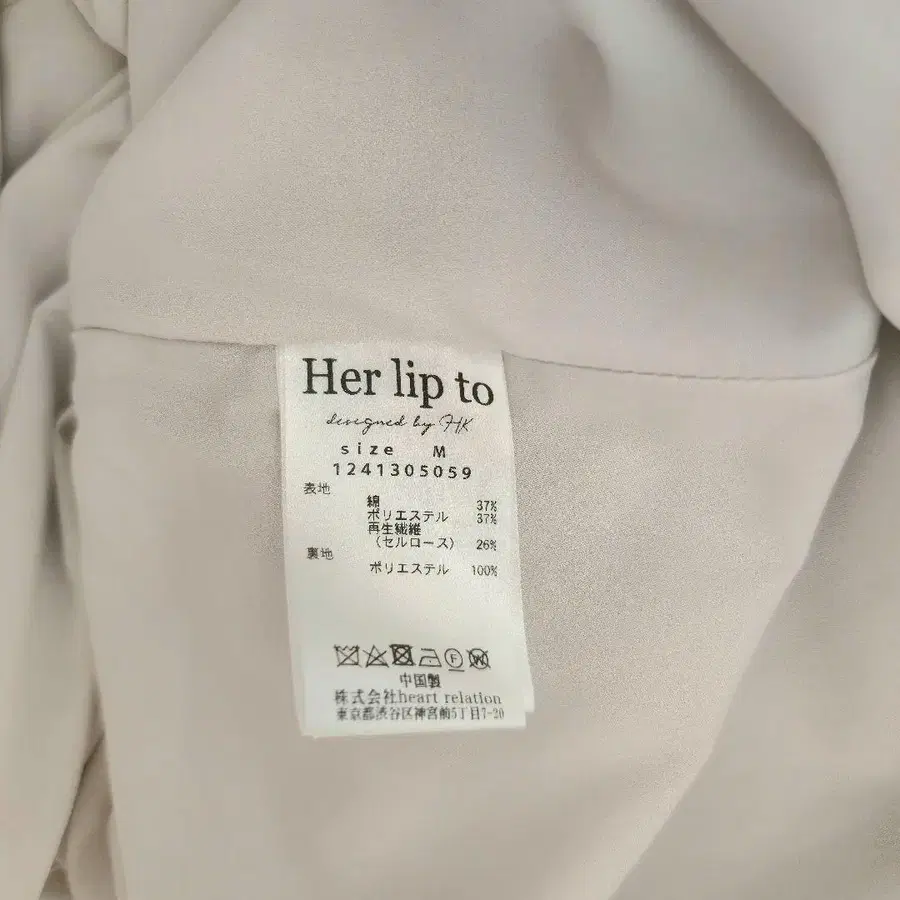 Her lip to
designed by HK
size M
1241305059
表地
綿 37%
ポリエステル 37%
再生繊維
（セルロース） 26%
裏地
ポリエステル 100%
F W
中国製
株式会社heart relation
東京都渋谷区神宮前5丁目7-20